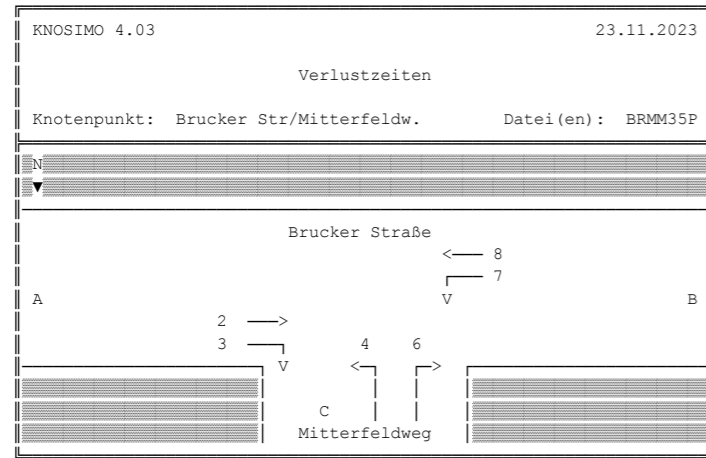 KNOSIMO 4.03 23.11.2023
Verlustzeiten
Knotenpunkt: Brucker Str/Mitterfeldw. Datei(en): BRMM35P
N
▼
Brucker Straße
<─── 8
┌── 7
A V B
2 ───>
3 ───┐ 4 6
V <─┐ ┌─>
C
Mitterfeldweg